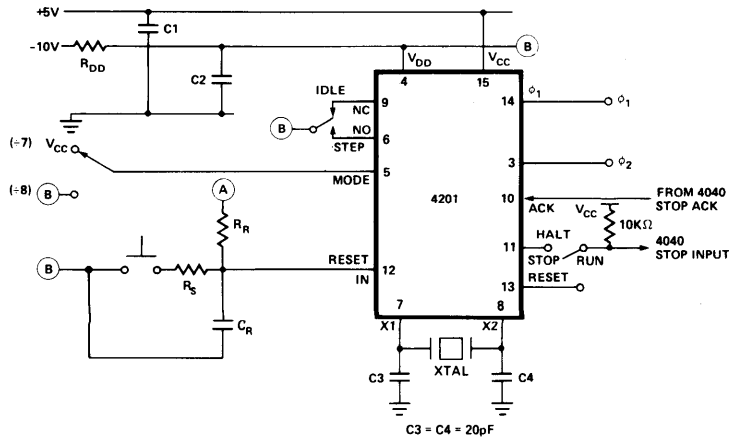 +5V
C1
-10V
RDD
B
C2
VDD
4
VCC
15
IDLE
9
NC
B
NO
6
STEP
14
ϕ1
ϕ1
(÷7) VCC
5
MODE
3
ϕ2
(÷8) B
A
4201
10
ACK
FROM 4040
STOP ACK
VCC
10KΩ
RR
HALT
11
STOP
RUN
4040
STOP INPUT
B
RS
RESET
IN
12
13
RESET
CR
7
X1
8
X2
XTAL
C3
C4
C3 = C4 = 20pF